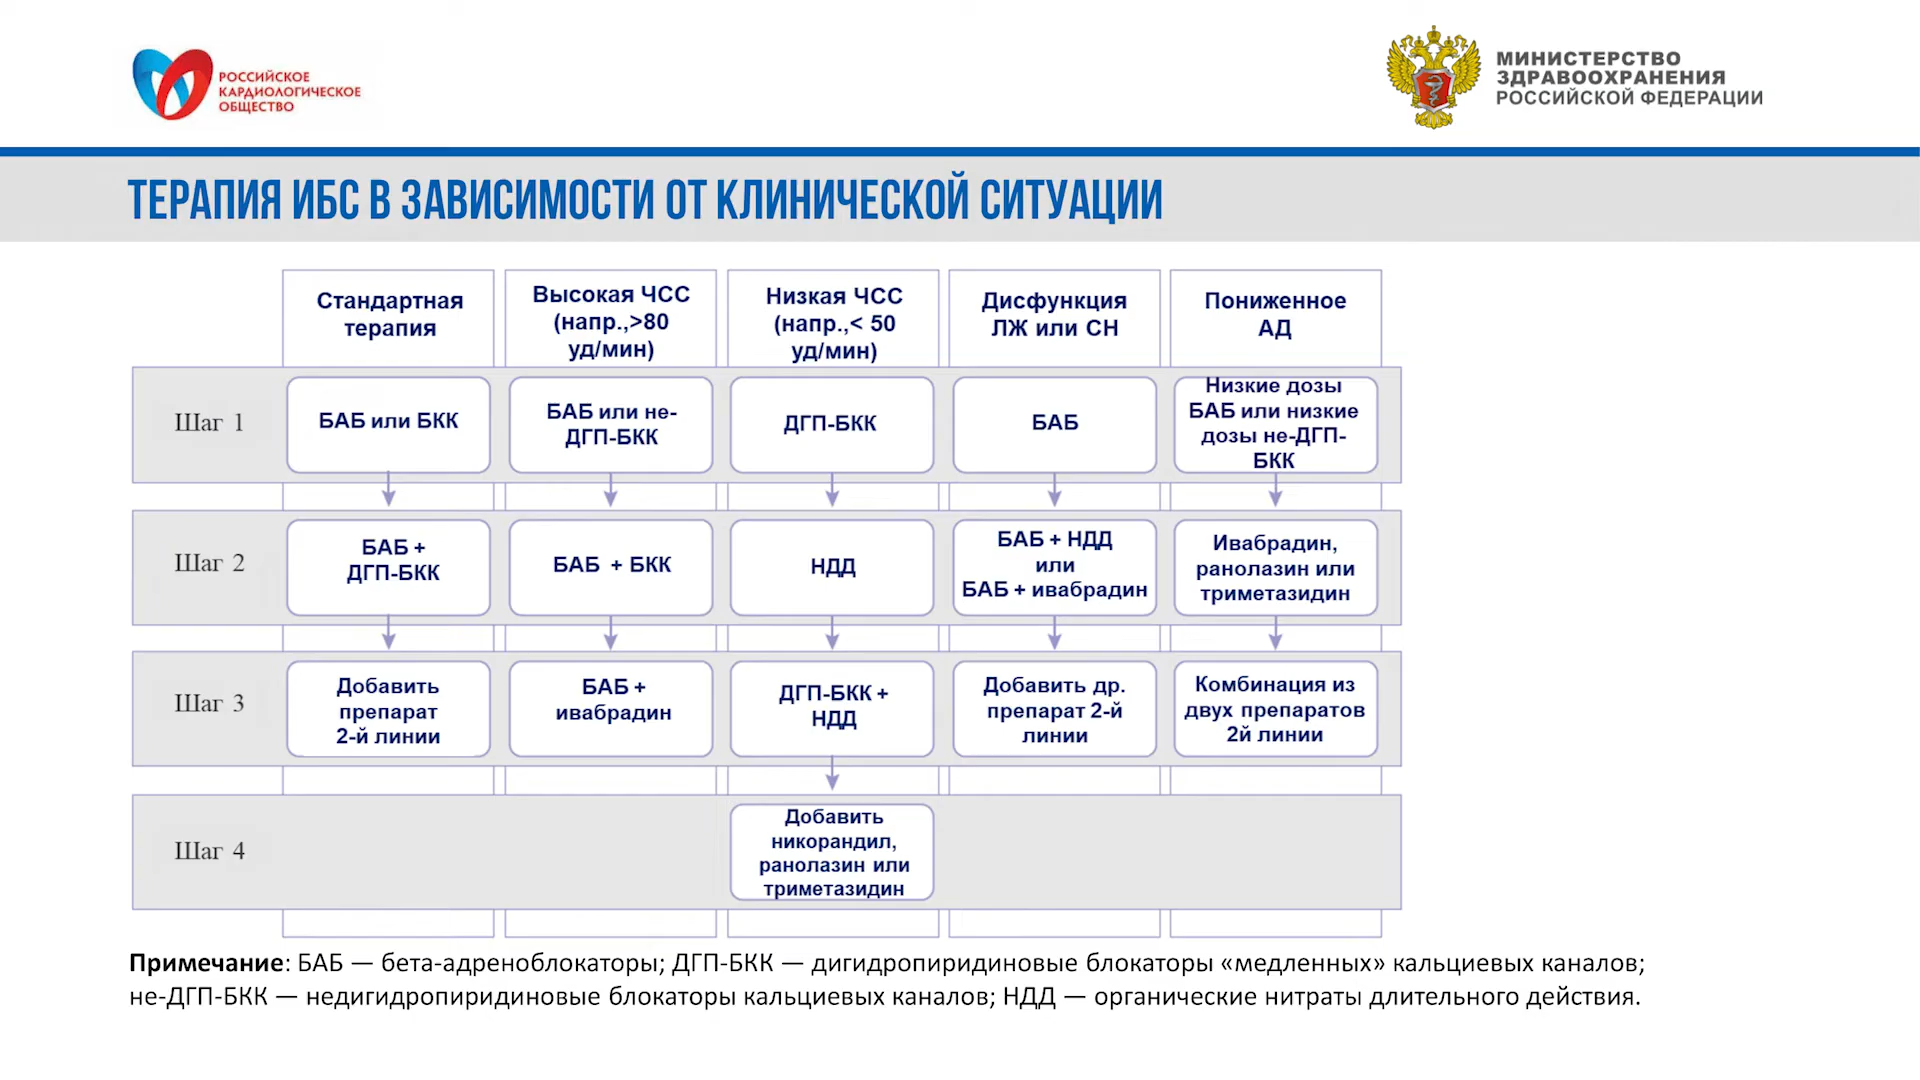 РОССИЙСКОЕ
КАРДИОЛОГИЧЕСКОЕ
ОБЩЕСТВО
МИНИСТЕРСТВО
ЗДРАВООХРАНЕНИЯ
РОССИЙСКОЙ ФЕДЕРАЦИИ
ТЕРАПИЯ ИБС В ЗАВИСИМОСТИ ОТ КЛИНИЧЕСКОЙ СИТУАЦИИ
Стандартная
терапия
Высокая ЧСС
(напр.,>80
уд/мин)
Низкая ЧСС
(напр.,< 50
уд/мин)
Дисфункция
ЛЖ или СН
Пониженное
АД
Шаг 1
БАБ или БКК
БАБ или не-
ДГП-БКК
ДГП-БКК
БАБ
Низкие дозы
БАБ или низкие
дозы не-ДГП-
БКК
Шаг 2
БАБ +
ДГП-БКК
БАБ + БКК
НДД
БАБ + НДД
или
БАБ + ивабрадин
Ивабрадин,
ранолазин или
триметазидин
Шаг 3
Добавить
препарат
2-й линии
БАБ +
ивабрадин
ДГП-БКК +
НДД
Добавить др.
препарат 2-й
линии
Комбинация из
двух препаратов
2й линии
Шаг 4
Добавить
никорандил,
ранолазин или
триметазидин
Примечание: БАБ — бета-адреноблокаторы; ДГП-БКК — дигидропиридиновые блокаторы «медленных» кальциевых каналов;
не-ДГП-БКК — недигидропиридиновые блокаторы кальциевых каналов; НДД — органические нитраты длительного действия.